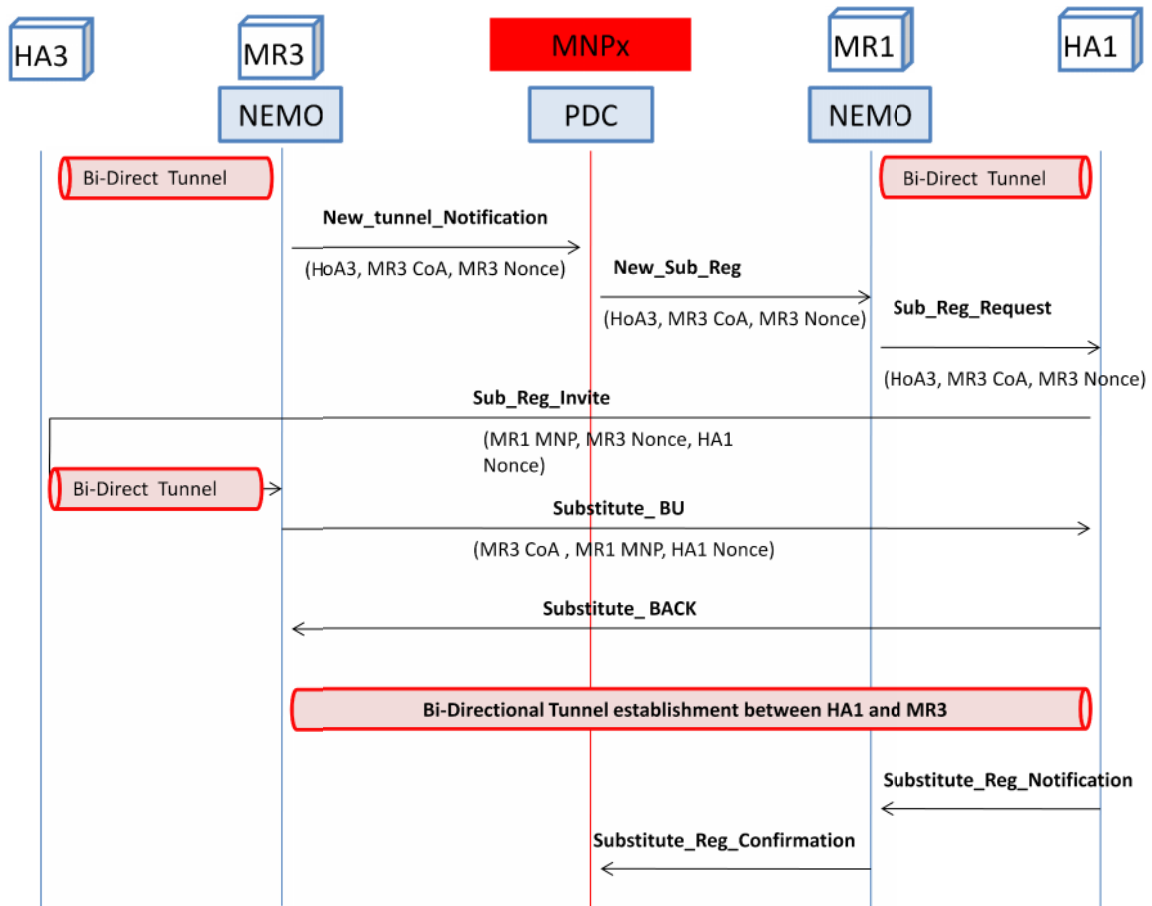 HA3
MR3
MNPx
MR1
HA1
NEMO
PDC
NEMO
Bi-Direct Tunnel
Bi-Direct Tunnel
New_tunnel_Notification
(HoA3, MR3 CoA, MR3 Nonce)
New_Sub_Reg
(HoA3, MR3 CoA, MR3 Nonce)
Sub_Reg_Request
(HoA3, MR3 CoA, MR3 Nonce)
Sub_Reg_Invite
(MR1 MNP, MR3 Nonce, HA1
Nonce)
Bi-Direct Tunnel
Substitute_ BU
(MR3 CoA , MR1 MNP, HA1 Nonce)
Substitute_ BACK
Bi-Directional Tunnel establishment between HA1 and MR3
Substitute_Reg_Notification
Substitute_Reg_Confirmation